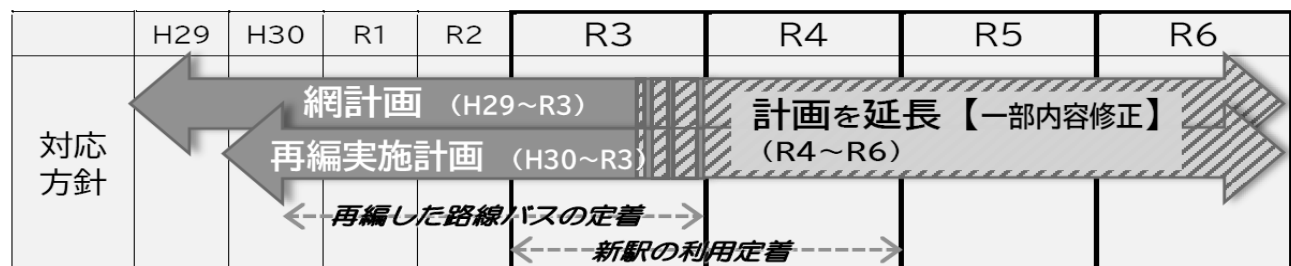 H29 H30 R1 R2 R3 R4 R5 R6
対応
方針
網計画 (H29～R3)
再編実施計画 (H30～R3)
計画を延長【一部内容修正】
(R4～R6)
再編した路線バスの定着
新駅の利用定着